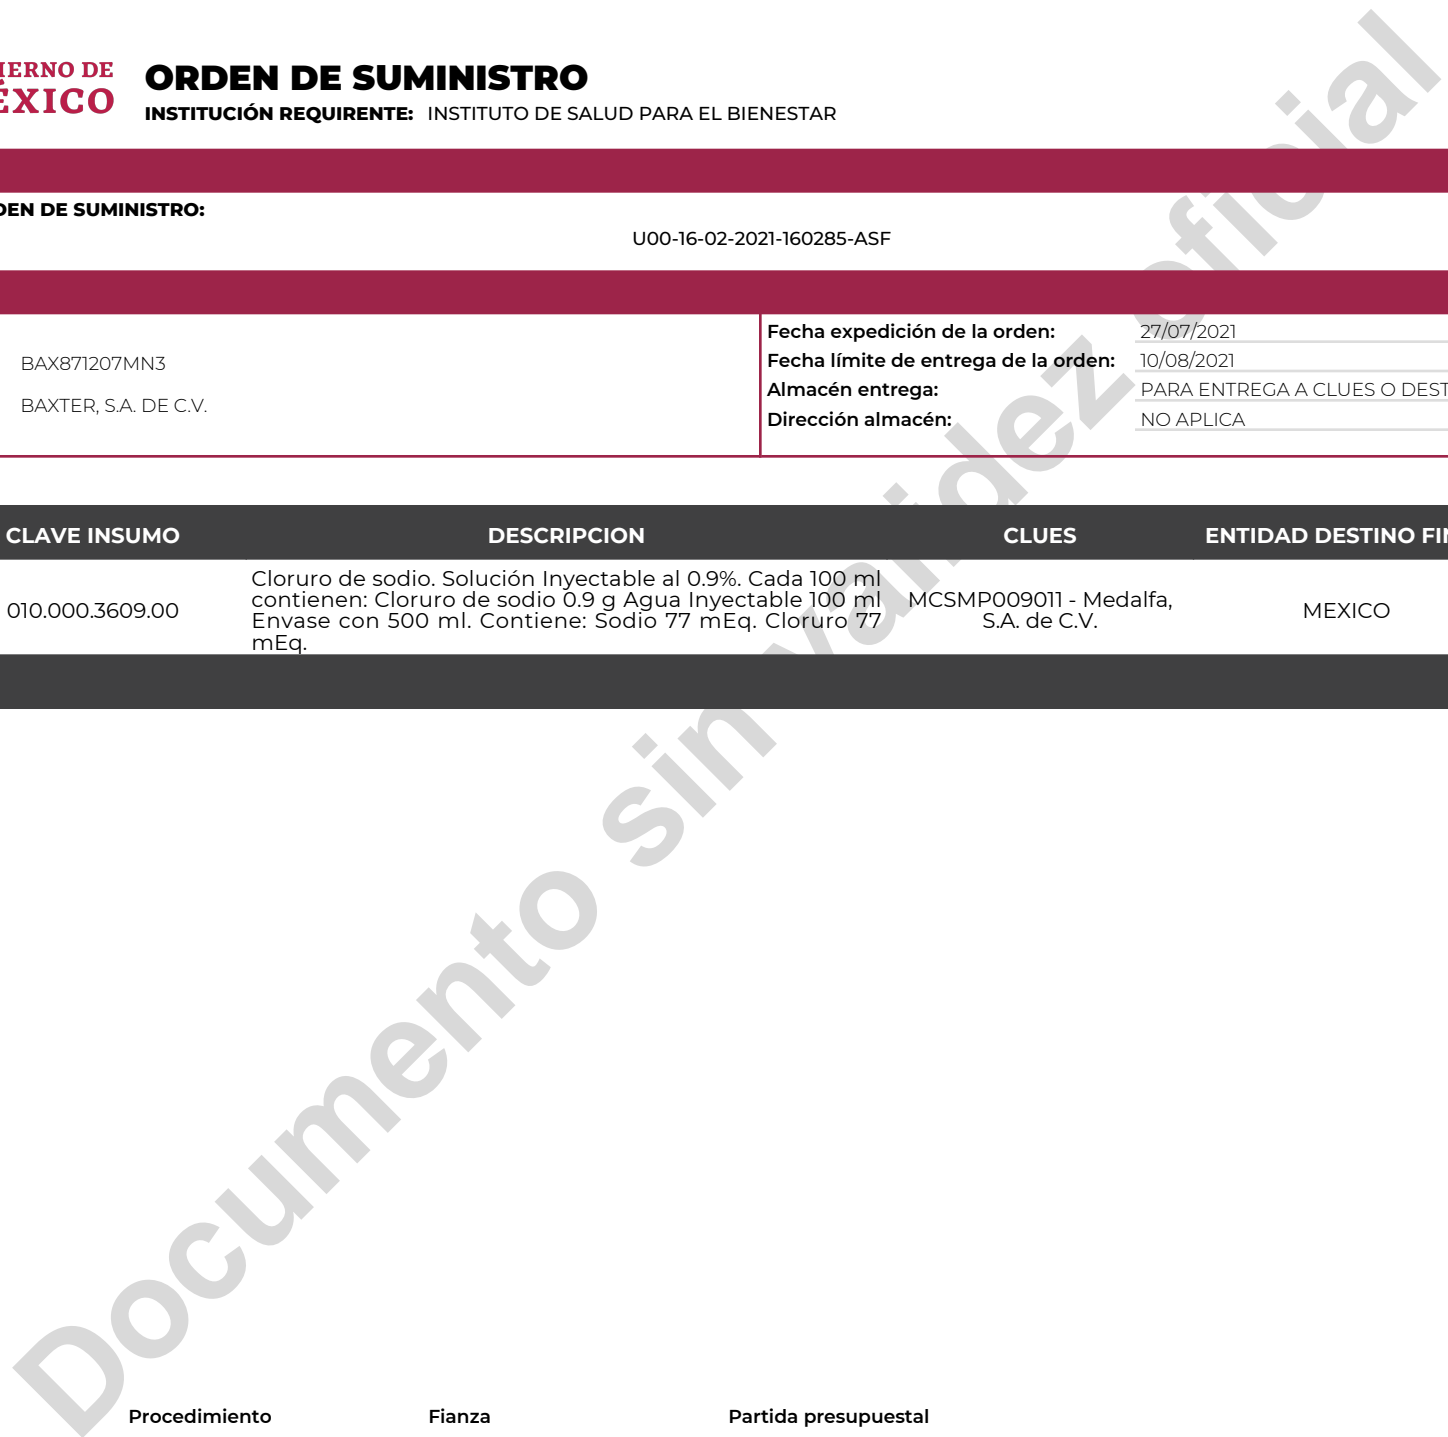 IERNO DE
ÉXICO
ORDEN DE SUMINISTRO
INSTITUCIÓN REQUIRENTE: INSTITUTO DE SALUD PARA EL BIENESTAR
DEN DE SUMINISTRO:
U00-16-02-2021-160285-ASF
BAX871207MN3
BAXTER, S.A. DE C.V.
Fecha expedición de la orden: 27/07/2021
Fecha límite de entrega de la orden: 10/08/2021
Almacén entrega: PARA ENTREGA A CLUES O DEST
Dirección almacén: NO APLICA
CLAVE INSUMO DESCRIPCION CLUES ENTIDAD DESTINO FIN
010.000.3609.00
Cloruro de sodio. Solución Inyectable al 0.9%. Cada 100 ml
contienen: Cloruro de sodio 0.9 g Agua Inyectable 100 ml
Envase con 500 ml. Contiene: Sodio 77 mEq. Cloruro 77
mEq.
MCSMP009011 - Medalfa,
S.A. de C.V.
MEXICO
Documento sin validez oficial
Procedimiento Fianza Partida presupuestal